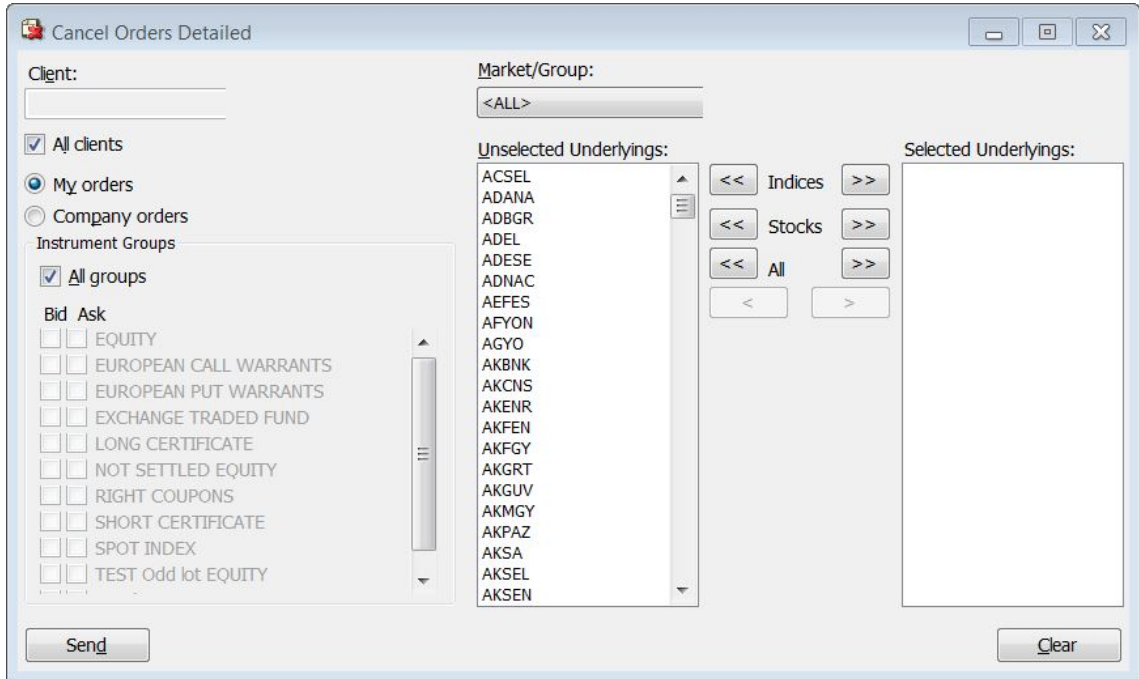 Cancel Orders Detailed
Client:
All clients
My orders
Company orders
Instrument Groups
All groups
Bid Ask
EQUITY
EUROPEAN CALL WARRANTS
EUROPEAN PUT WARRANTS
EXCHANGE TRADED FUND
LONG CERTIFICATE
NOT SETTLED EQUITY
RIGHT COUPONS
SHORT CERTIFICATE
SPOT INDEX
TEST Odd lot EQUITY
Send
Market/Group:
<ALL>
Unselected Underlyings:
ACSEL
ADANA
ADBGR
ADEL
ADESE
ADNAC
AEFES
AFYON
AGYO
AKBNK
AKCNS
AKENR
AKFEN
AKFGY
AKGRT
AKGUV
AKMGY
AKPAZ
AKSA
AKSEL
AKSEN
<< Indices >>
<< Stocks >>
<< All >>
< >
Selected Underlyings:
Clear